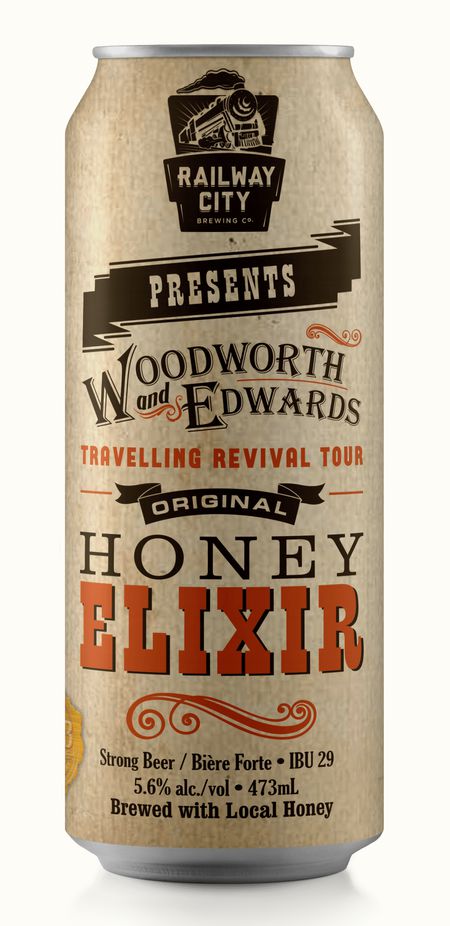 RAILWAY
CITY
BREWING CO.
PRESENTS
WOODWORTH
and EDWARDS
TRAVELLING REVIVAL TOUR
ORIGINAL
HONEY
ELIXIR
Strong Beer / Bière Forte • IBU 29
5.6% alc./vol • 473mL
Brewed with Local Honey